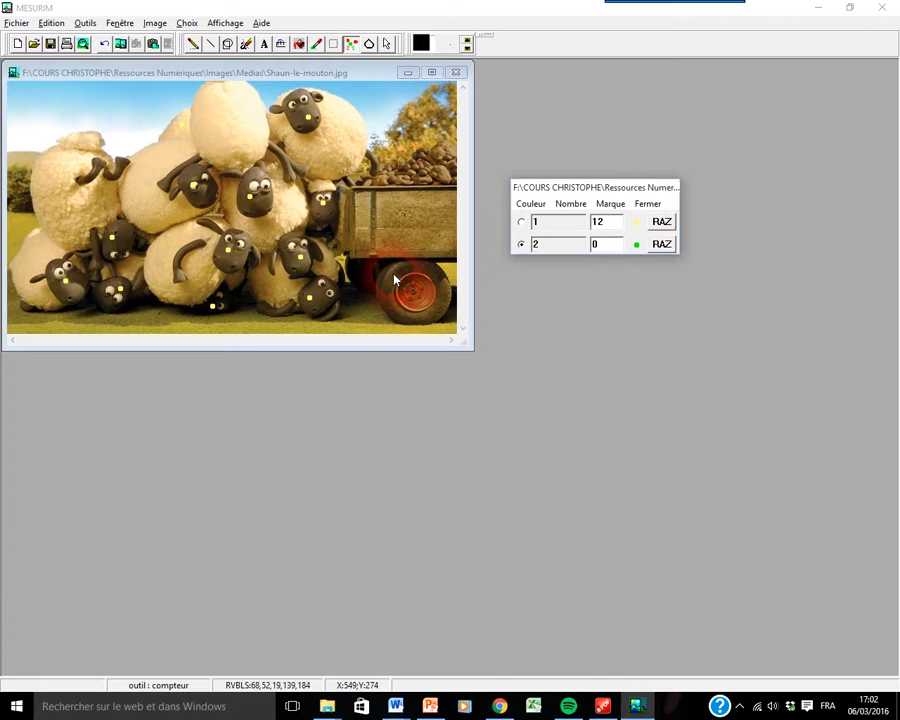 MESURIM
Fichier Edition Outils Fenêtre Image Choix Affichage Aide
F:\COURS CHRISTOPHE\Ressources Numeriques\Images\Medias\Shaun-le-mouton.jpg
F:\COURS CHRISTOPHE\Ressources Numer...
Couleur Nombre Marque Fermer
1 12 RAZ
2 0 RAZ
outil : compteur RVBLS:68,52,19,139,184 X:549;Y:274
Rechercher sur le web et dans Windows
FRA
17:02
06/03/2016